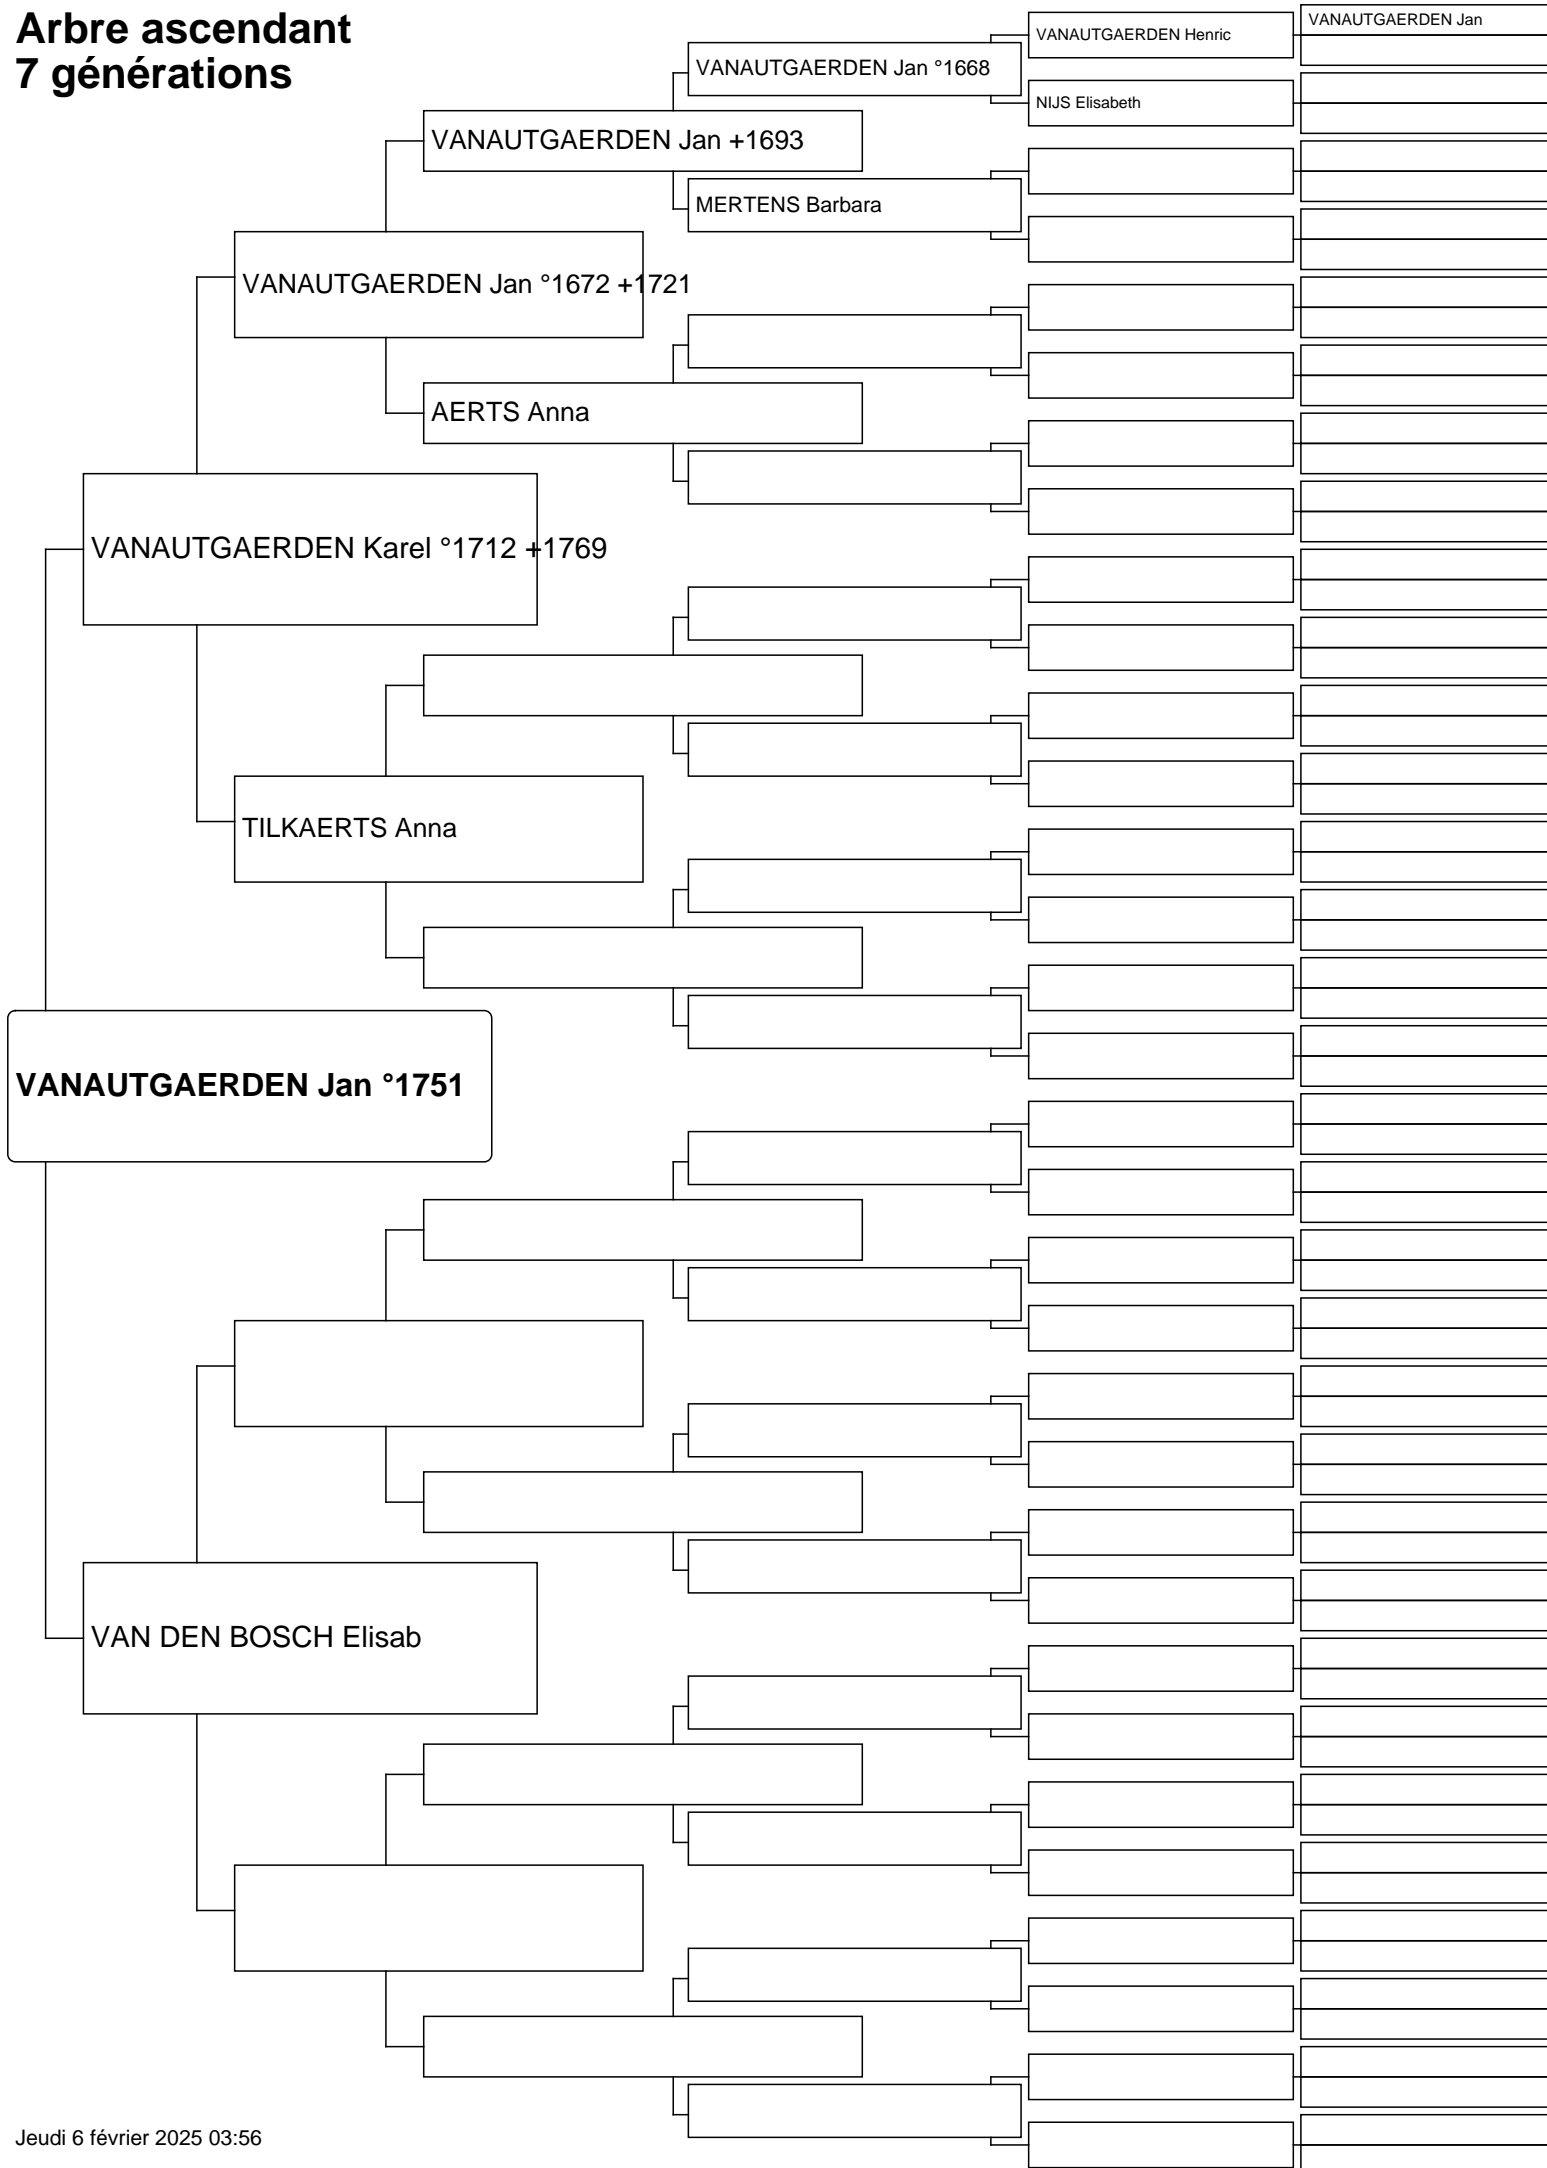 Arbre ascendant
7 générations
VANAUTGAERDEN Jan
VANAUTGAERDEN Henric
VANAUTGAERDEN Jan °1668
NIJS Elisabeth
VANAUTGAERDEN Jan +1693
MERTENS Barbara
VANAUTGAERDEN Jan °1672 +1721
AERTS Anna
VANAUTGAERDEN Karel °1712 +1769
TILKAERTS Anna
VANAUTGAERDEN Jan °1751
VAN DEN BOSCH Elisab
Jeudi 6 février 2025 03:56